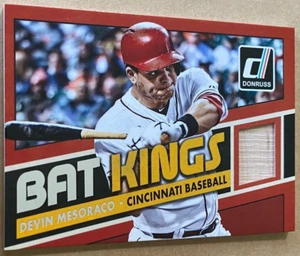 DONRUSS
BAT KINGS
DEVIN MESORACO · CINCINNATI BASEBALL